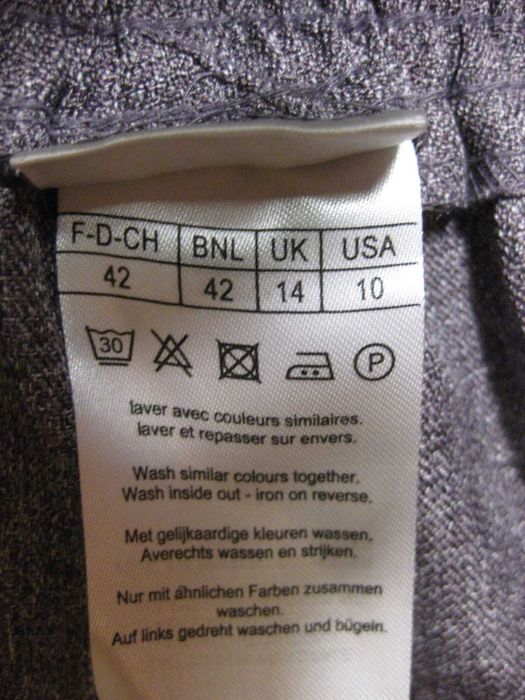 F-D-CH BNL UK USA
42 42 14 10
30 P
laver avec couleurs similaires.
laver et repasser sur envers.
Wash similar colours together.
Wash inside out - iron on reverse.
Met gelijkaardige kleuren wassen.
Averechts wassen en strijken.
Nur mit ähnlichen Farben zusammen
waschen.
Auf links gedreht waschen und bügeln.